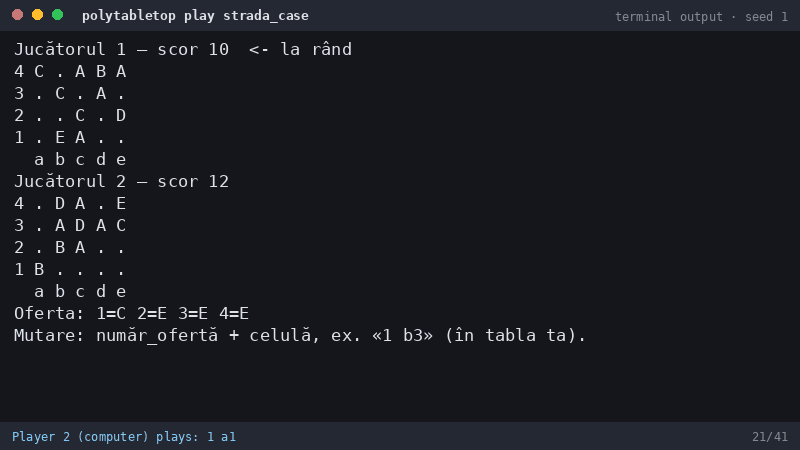 polytabletop play strada_case
terminal output · seed 1
Jucătorul 1 — scor 10  <- la rând
4 C . A B A
3 . C . A .
2 . . C . D
1 . E A . .
  a b c d e
Jucătorul 2 — scor 12
4 . D A . E
3 . A D A C
2 . B A . .
1 B . . . .
  a b c d e
Oferta: 1=C 2=E 3=E 4=E
Mutare: număr_ofertă + celulă, ex. «1 b3» (în tabla ta).
Player 2 (computer) plays: 1 a1
21/41